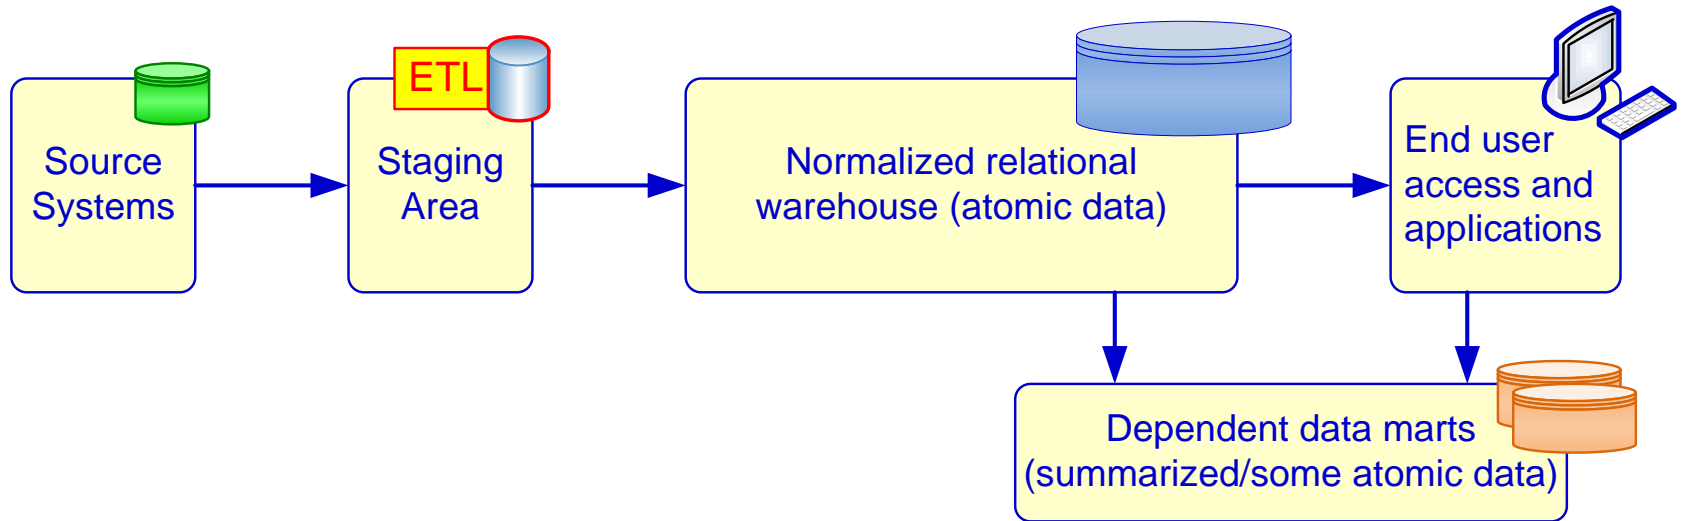 Source
Systems
ETL
Staging
Area
Normalized relational
warehouse (atomic data)
End user
access and
applications
Dependent data marts
(summarized/some atomic data)